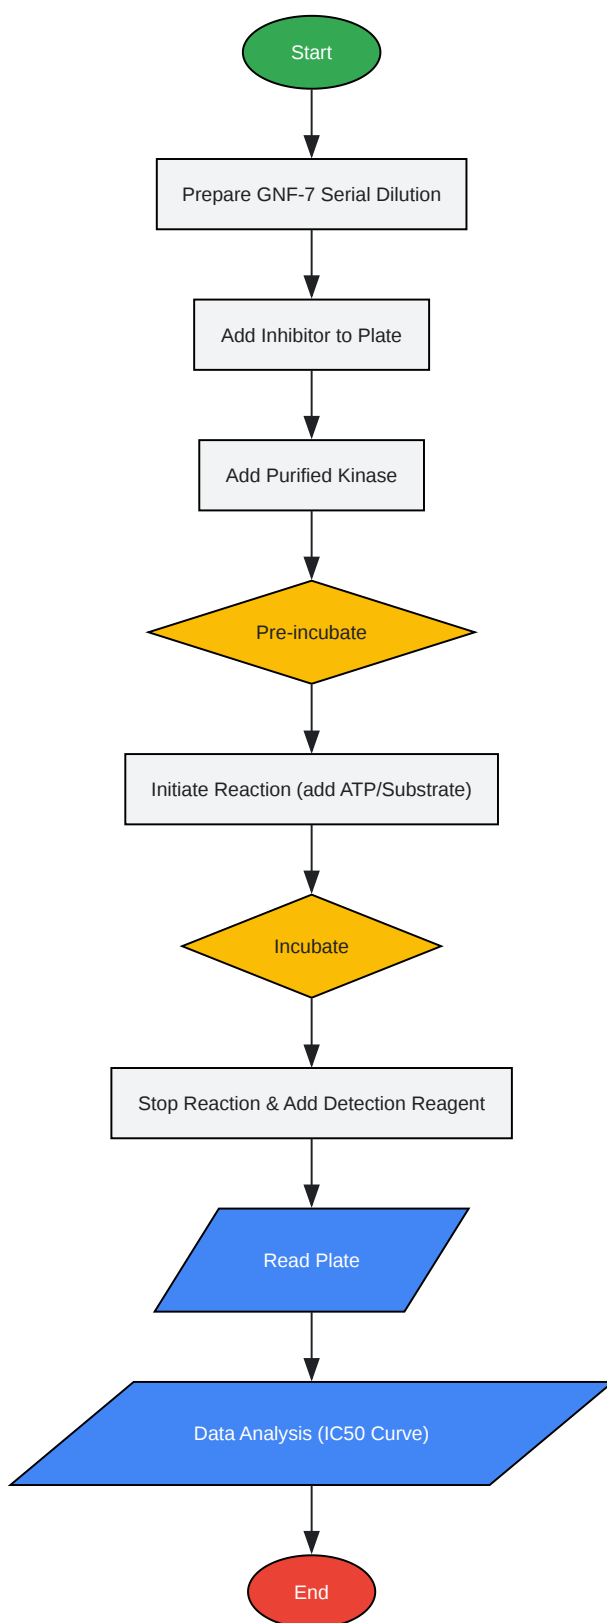 Start
Prepare GNF-7 Serial Dilution
Add Inhibitor to Plate
Add Purified Kinase
Pre-incubate
Initiate Reaction (add ATP/Substrate)
Incubate
Stop Reaction & Add Detection Reagent
Read Plate
Data Analysis (IC50 Curve)
End